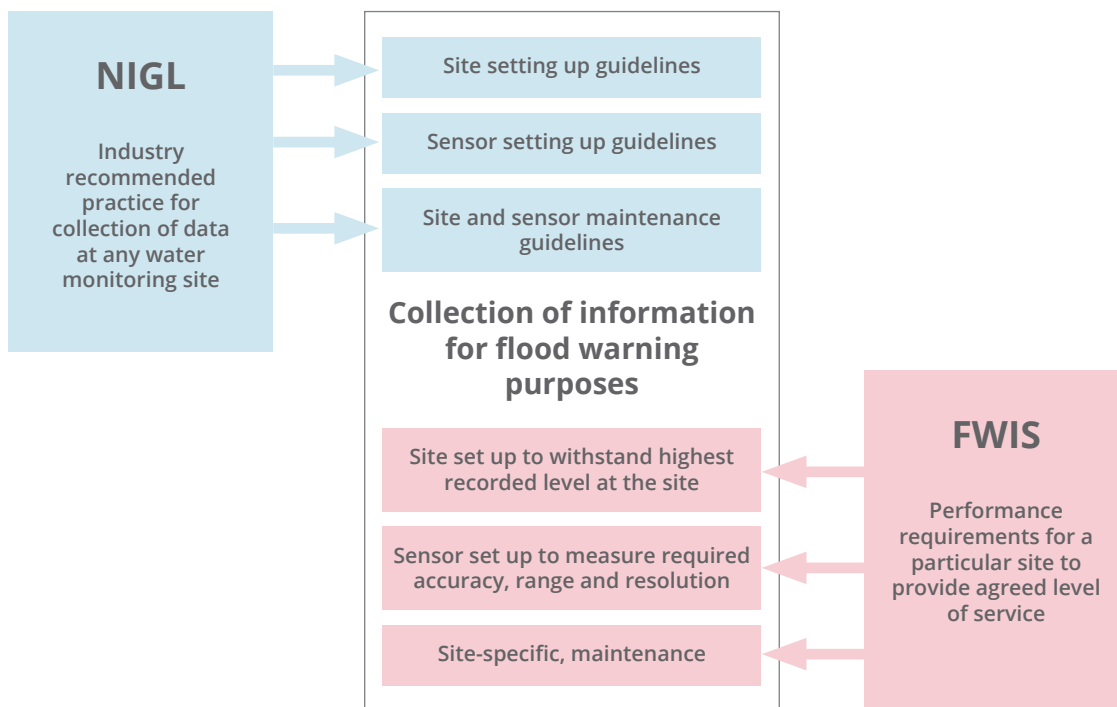 NIGL
Industry
recommended
practice for
collection of data
at any water
monitoring site
Site setting up guidelines
Sensor setting up guidelines
Site and sensor maintenance
guidelines
Collection of information
for flood warning
purposes
Site set up to withstand highest
recorded level at the site
Sensor set up to measure required
accuracy, range and resolution
Site-specific, maintenance
FWIS
Performance
requirements for a
particular site to
provide agreed level
of service